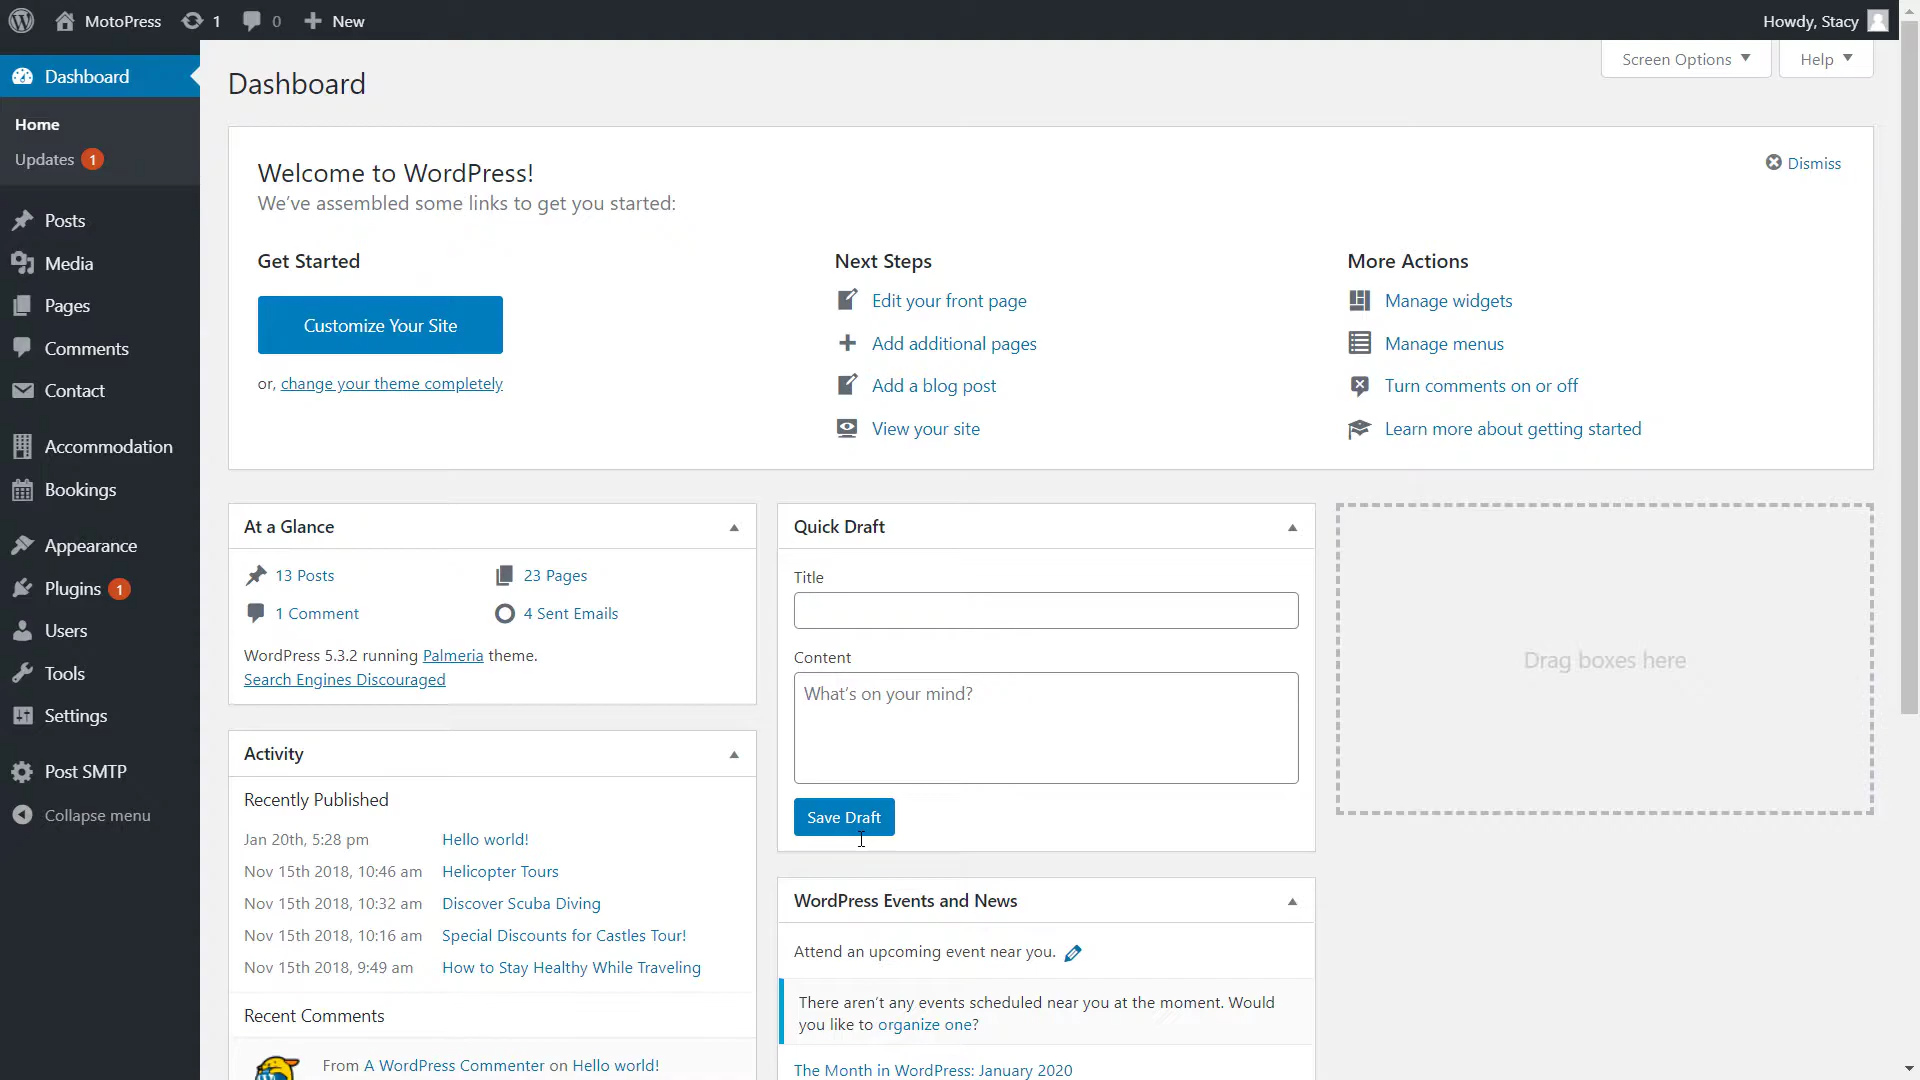 MotoPress
1
0
New
Howdy, Stacy
Dashboard
Home
Updates 1
Posts
Media
Pages
Comments
Contact
Accommodation
Bookings
Appearance
Plugins 1
Users
Tools
Settings
Post SMTP
Collapse menu
Screen Options
Help
Dashboard
Welcome to WordPress!
We've assembled some links to get you started:
Dismiss
Get Started
Customize Your Site
or, change your theme completely
Next Steps
Edit your front page
Add additional pages
Add a blog post
View your site
More Actions
Manage widgets
Manage menus
Turn comments on or off
Learn more about getting started
At a Glance
13 Posts
23 Pages
1 Comment
4 Sent Emails
WordPress 5.3.2 running Palmeria theme.
Search Engines Discouraged
Activity
Recently Published
Jan 20th, 5:28 pm Hello world!
Nov 15th 2018, 10:46 am Helicopter Tours
Nov 15th 2018, 10:32 am Discover Scuba Diving
Nov 15th 2018, 10:16 am Special Discounts for Castles Tour!
Nov 15th 2018, 9:49 am How to Stay Healthy While Traveling
Recent Comments
From A WordPress Commenter on Hello world!
Quick Draft
Title
Content
What's on your mind?
Save Draft
WordPress Events and News
Attend an upcoming event near you.
There aren't any events scheduled near you at the moment. Would
you like to organize one?
The Month in WordPress: January 2020
Drag boxes here